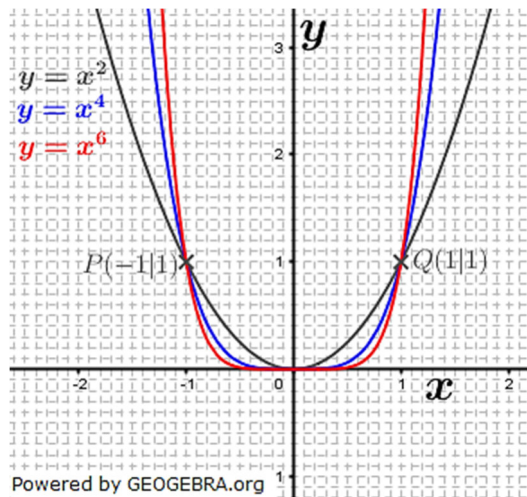 y
3
y = x²
y = x⁴
2
y = x⁶
P(−1|1) 1 Q(1|1)
-2 -1 0 1 2
x
1
Powered by GEOGEBRA.org